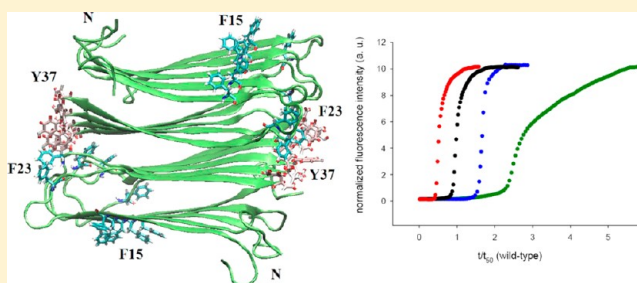 N
F15
Y37
F23
F23
Y37
F15
N
normalized fluorescence intensity (a. u.)
12
10
8
6
4
2
0
0 1 2 3 4 5
t/t50 (wild-type)